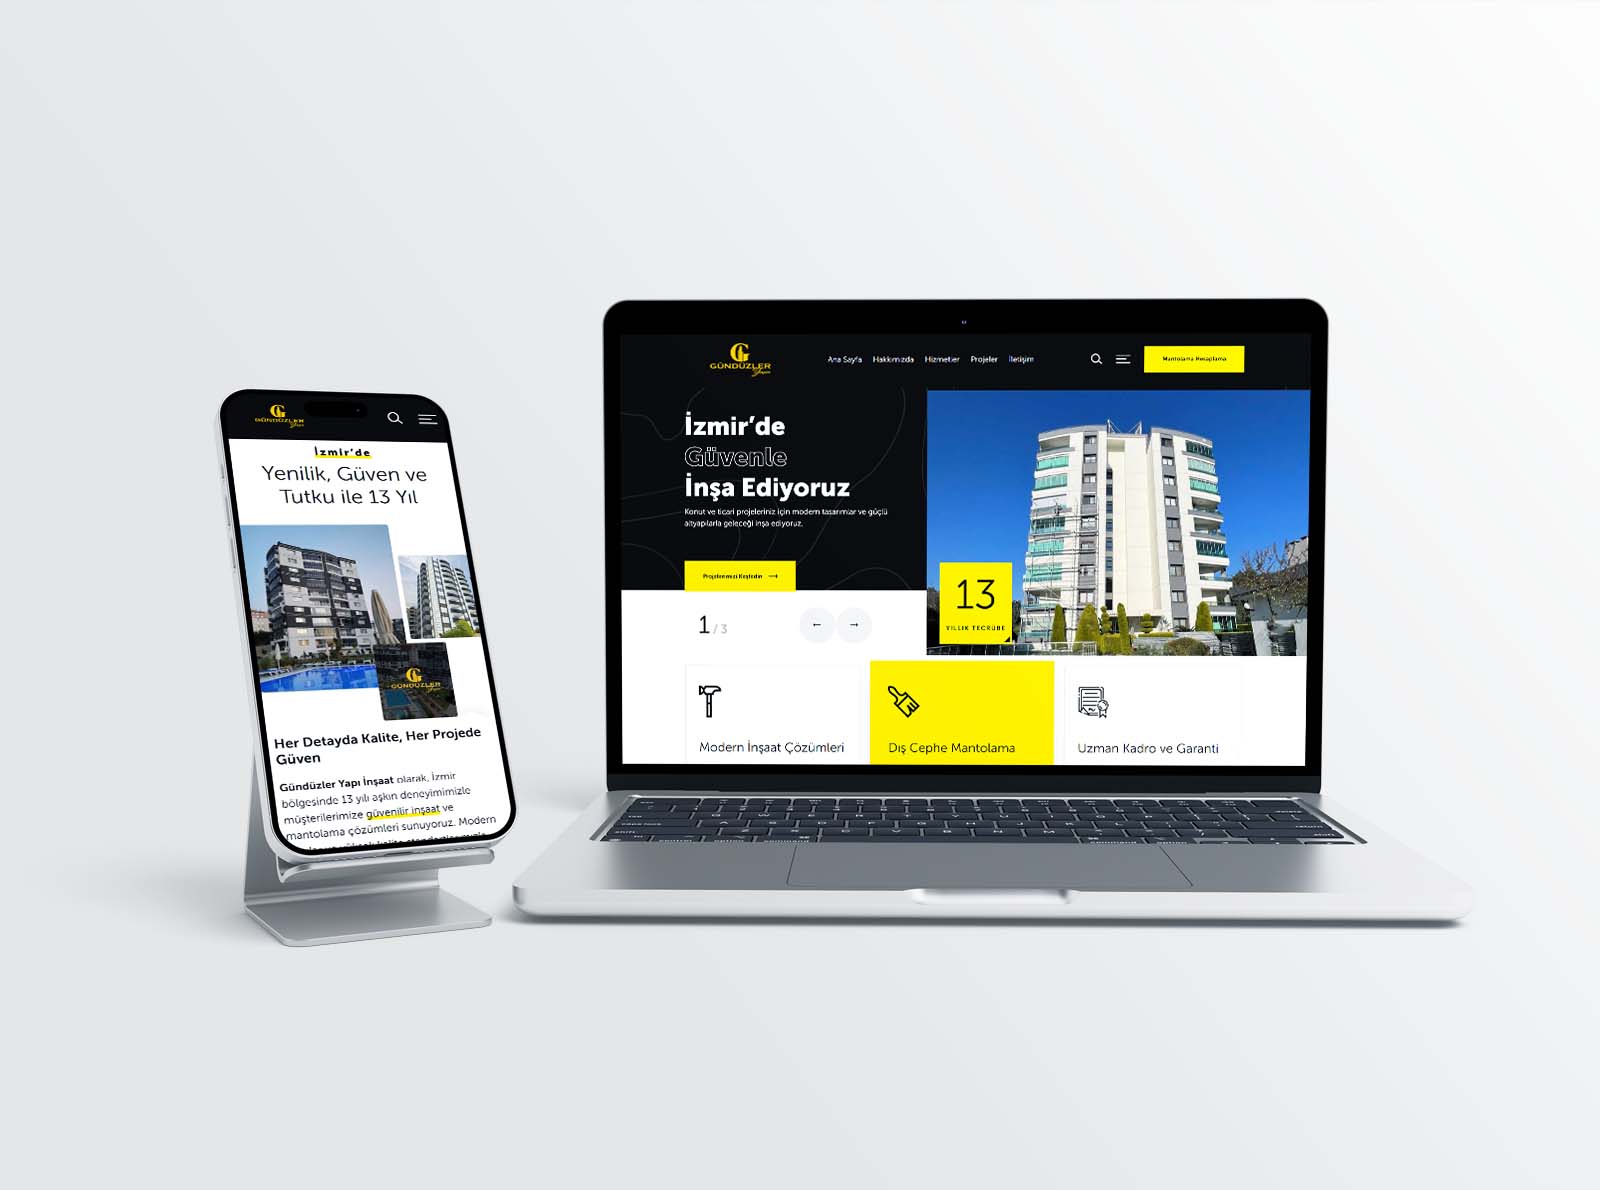 GÜNDÜZLER
Yapı
İzmir'de
Yenilik, Güven ve
Tutku ile 13 Yıl
GÜNDÜZLER
Her Detayda Kalite, Her Projede
Güven
Gündüzler Yapı İnşaat olarak, İzmir
bölgesinde 13 yılı aşkın deneyimimizle
müşterilerimize güvenilir inşaat ve
mantolama çözümleri sunuyoruz. Modern
GÜNDÜZLER
Yapı
Ana Sayfa Hakkımızda Hizmetler Projeler İletişim
Mantolama Hesaplama
İzmir'de
Güvenle
İnşa Ediyoruz
Konut ve ticari projeleriniz için modern tasarımlar ve güçlü
altyapılarla geleceği inşa ediyoruz.
Projelerimizi Keşfedin →
1 / 3
← →
13
YILLIK TECRÜBE
Modern İnşaat Çözümleri
Dış Cephe Mantolama
Uzman Kadro ve Garanti